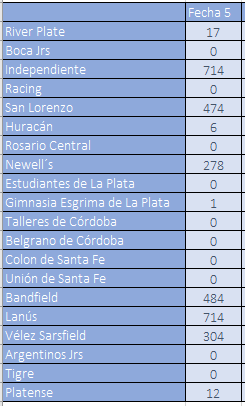 Fecha 5
River Plate 17
Boca Jrs 0
Independiente 714
Racing 0
San Lorenzo 474
Huracán 6
Rosario Central 0
Newell´s 278
Estudiantes de La Plata 0
Gimnasia Esgrima de La Plata 1
Talleres de Córdoba 0
Belgrano de Córdoba 0
Colon de Santa Fe 0
Unión de Santa Fe 0
Bandfield 484
Lanús 714
Vélez Sarsfield 304
Argentinos Jrs 0
Tigre 0
Platense 12